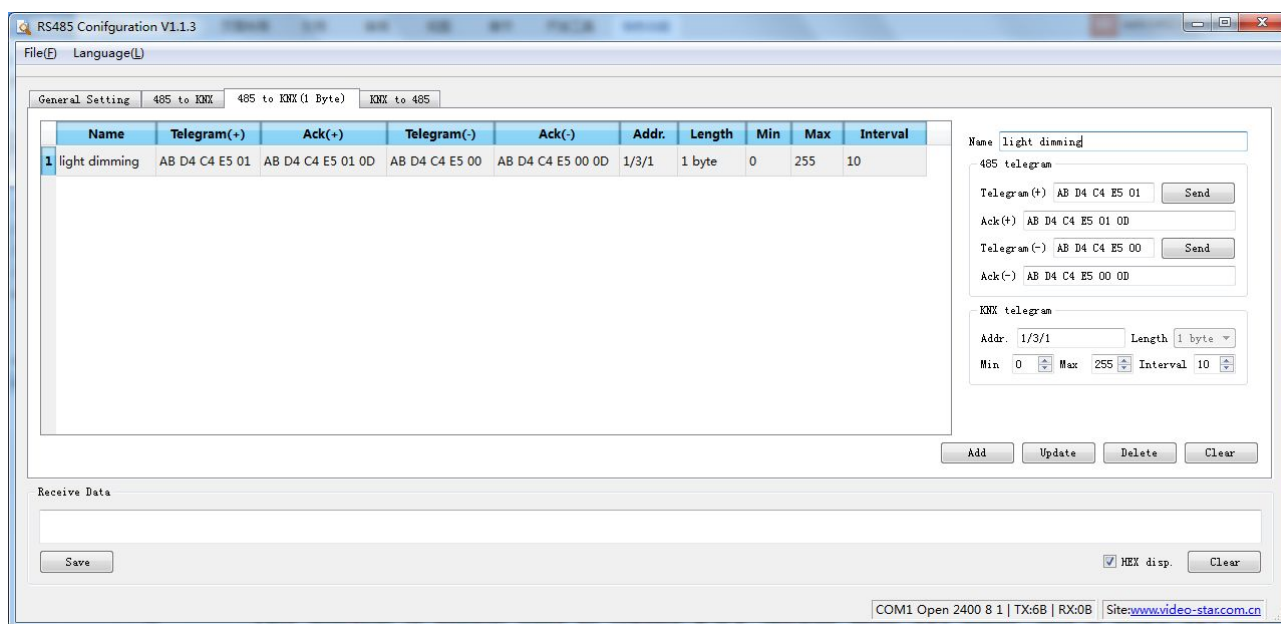 RS485 Conifguration V1.1.3
File(F) Language(L)
General Setting 485 to KNX 485 to KNX(1 Byte) KNX to 485
Name Telegram(+) Ack(+) Telegram(-) Ack(-) Addr. Length Min Max Interval
1 light dimming AB D4 C4 E5 01 AB D4 C4 E5 01 0D AB D4 C4 E5 00 AB D4 C4 E5 00 0D 1/3/1 1 byte 0 255 10
Name light dimming
485 telegram
Telegram(+) AB D4 C4 E5 01 Send
Ack(+) AB D4 C4 E5 01 0D
Telegram(-) AB D4 C4 E5 00 Send
Ack(-) AB D4 C4 E5 00 0D
KNX telegram
Addr. 1/3/1 Length 1 byte
Min 0 Max 255 Interval 10
Add Update Delete Clear
Receive Data
Save HEX disp. Clear
COM1 Open 2400 8 1 | TX:6B | RX:0B Site:www.video-star.com.cn